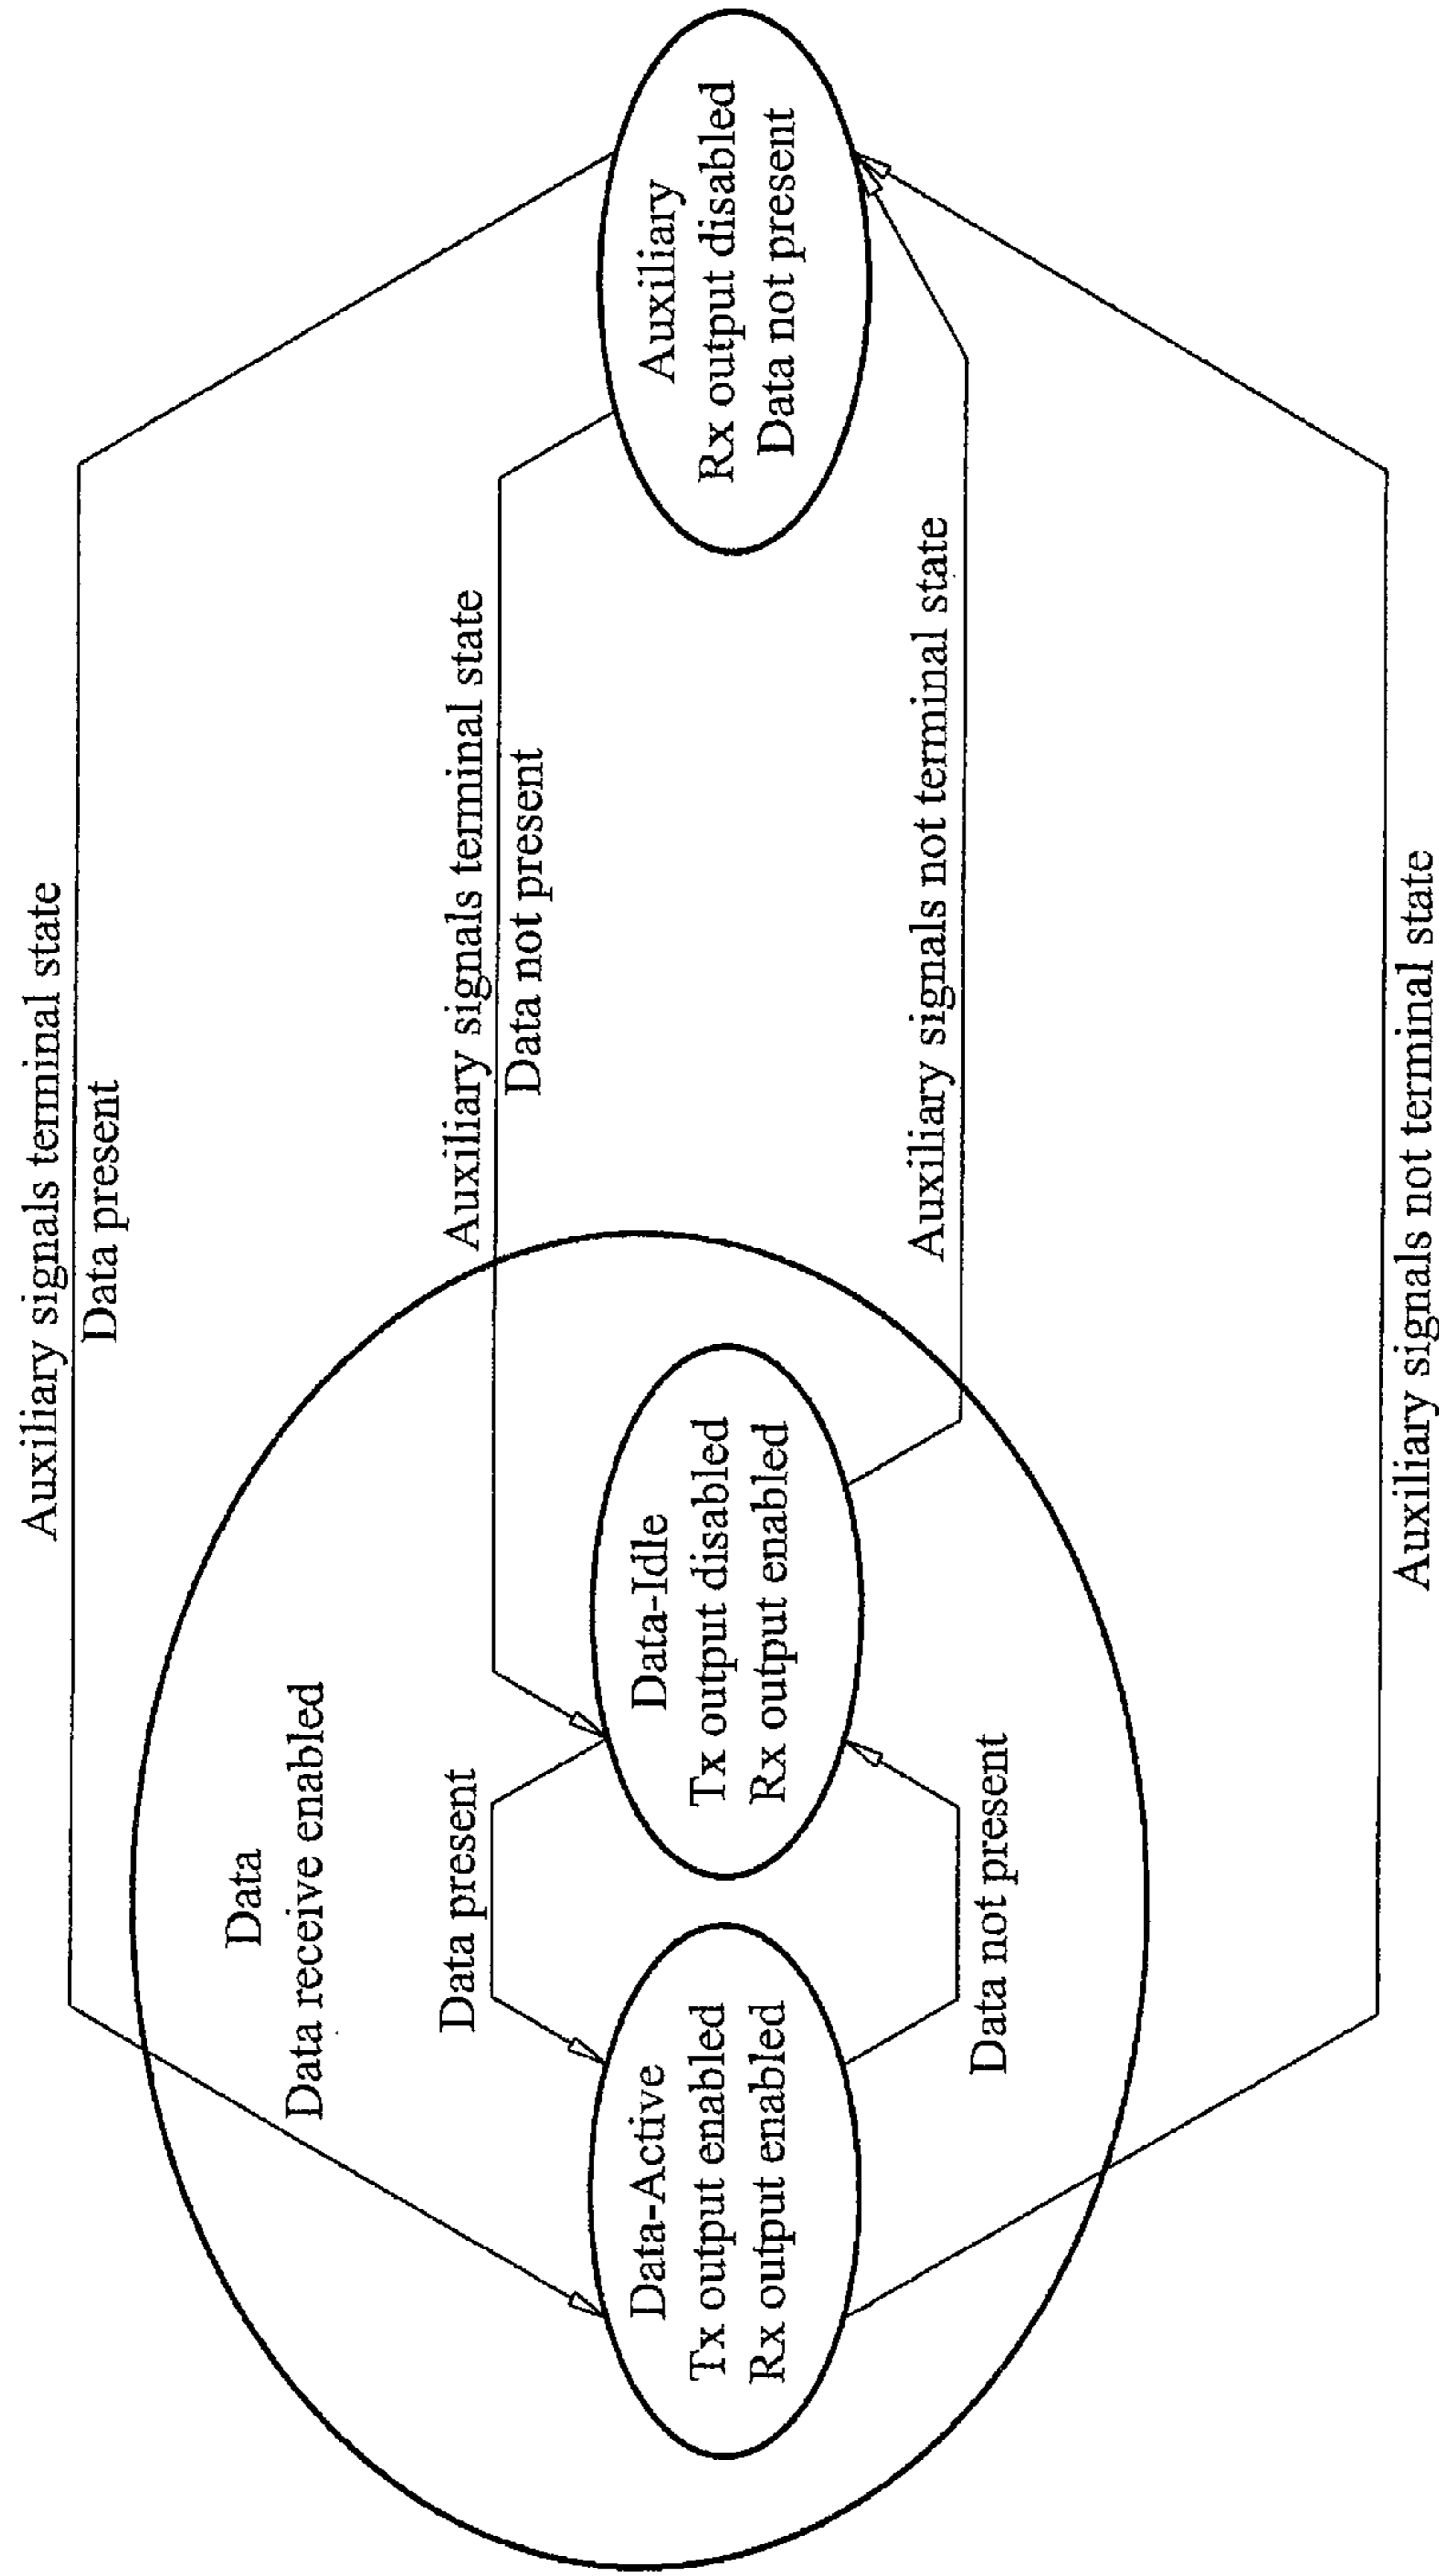 Auxiliary signals terminal state
Data present
Data
Data receive enabled
Auxiliary signals terminal state
Data not present
Data present
Data-Active
Tx output enabled
Rx output enabled
Data-Idle
Tx output disabled
Rx output enabled
Auxiliary
Rx output disabled
Data not present
Auxiliary signals not terminal state
Data not present
Auxiliary signals not terminal state